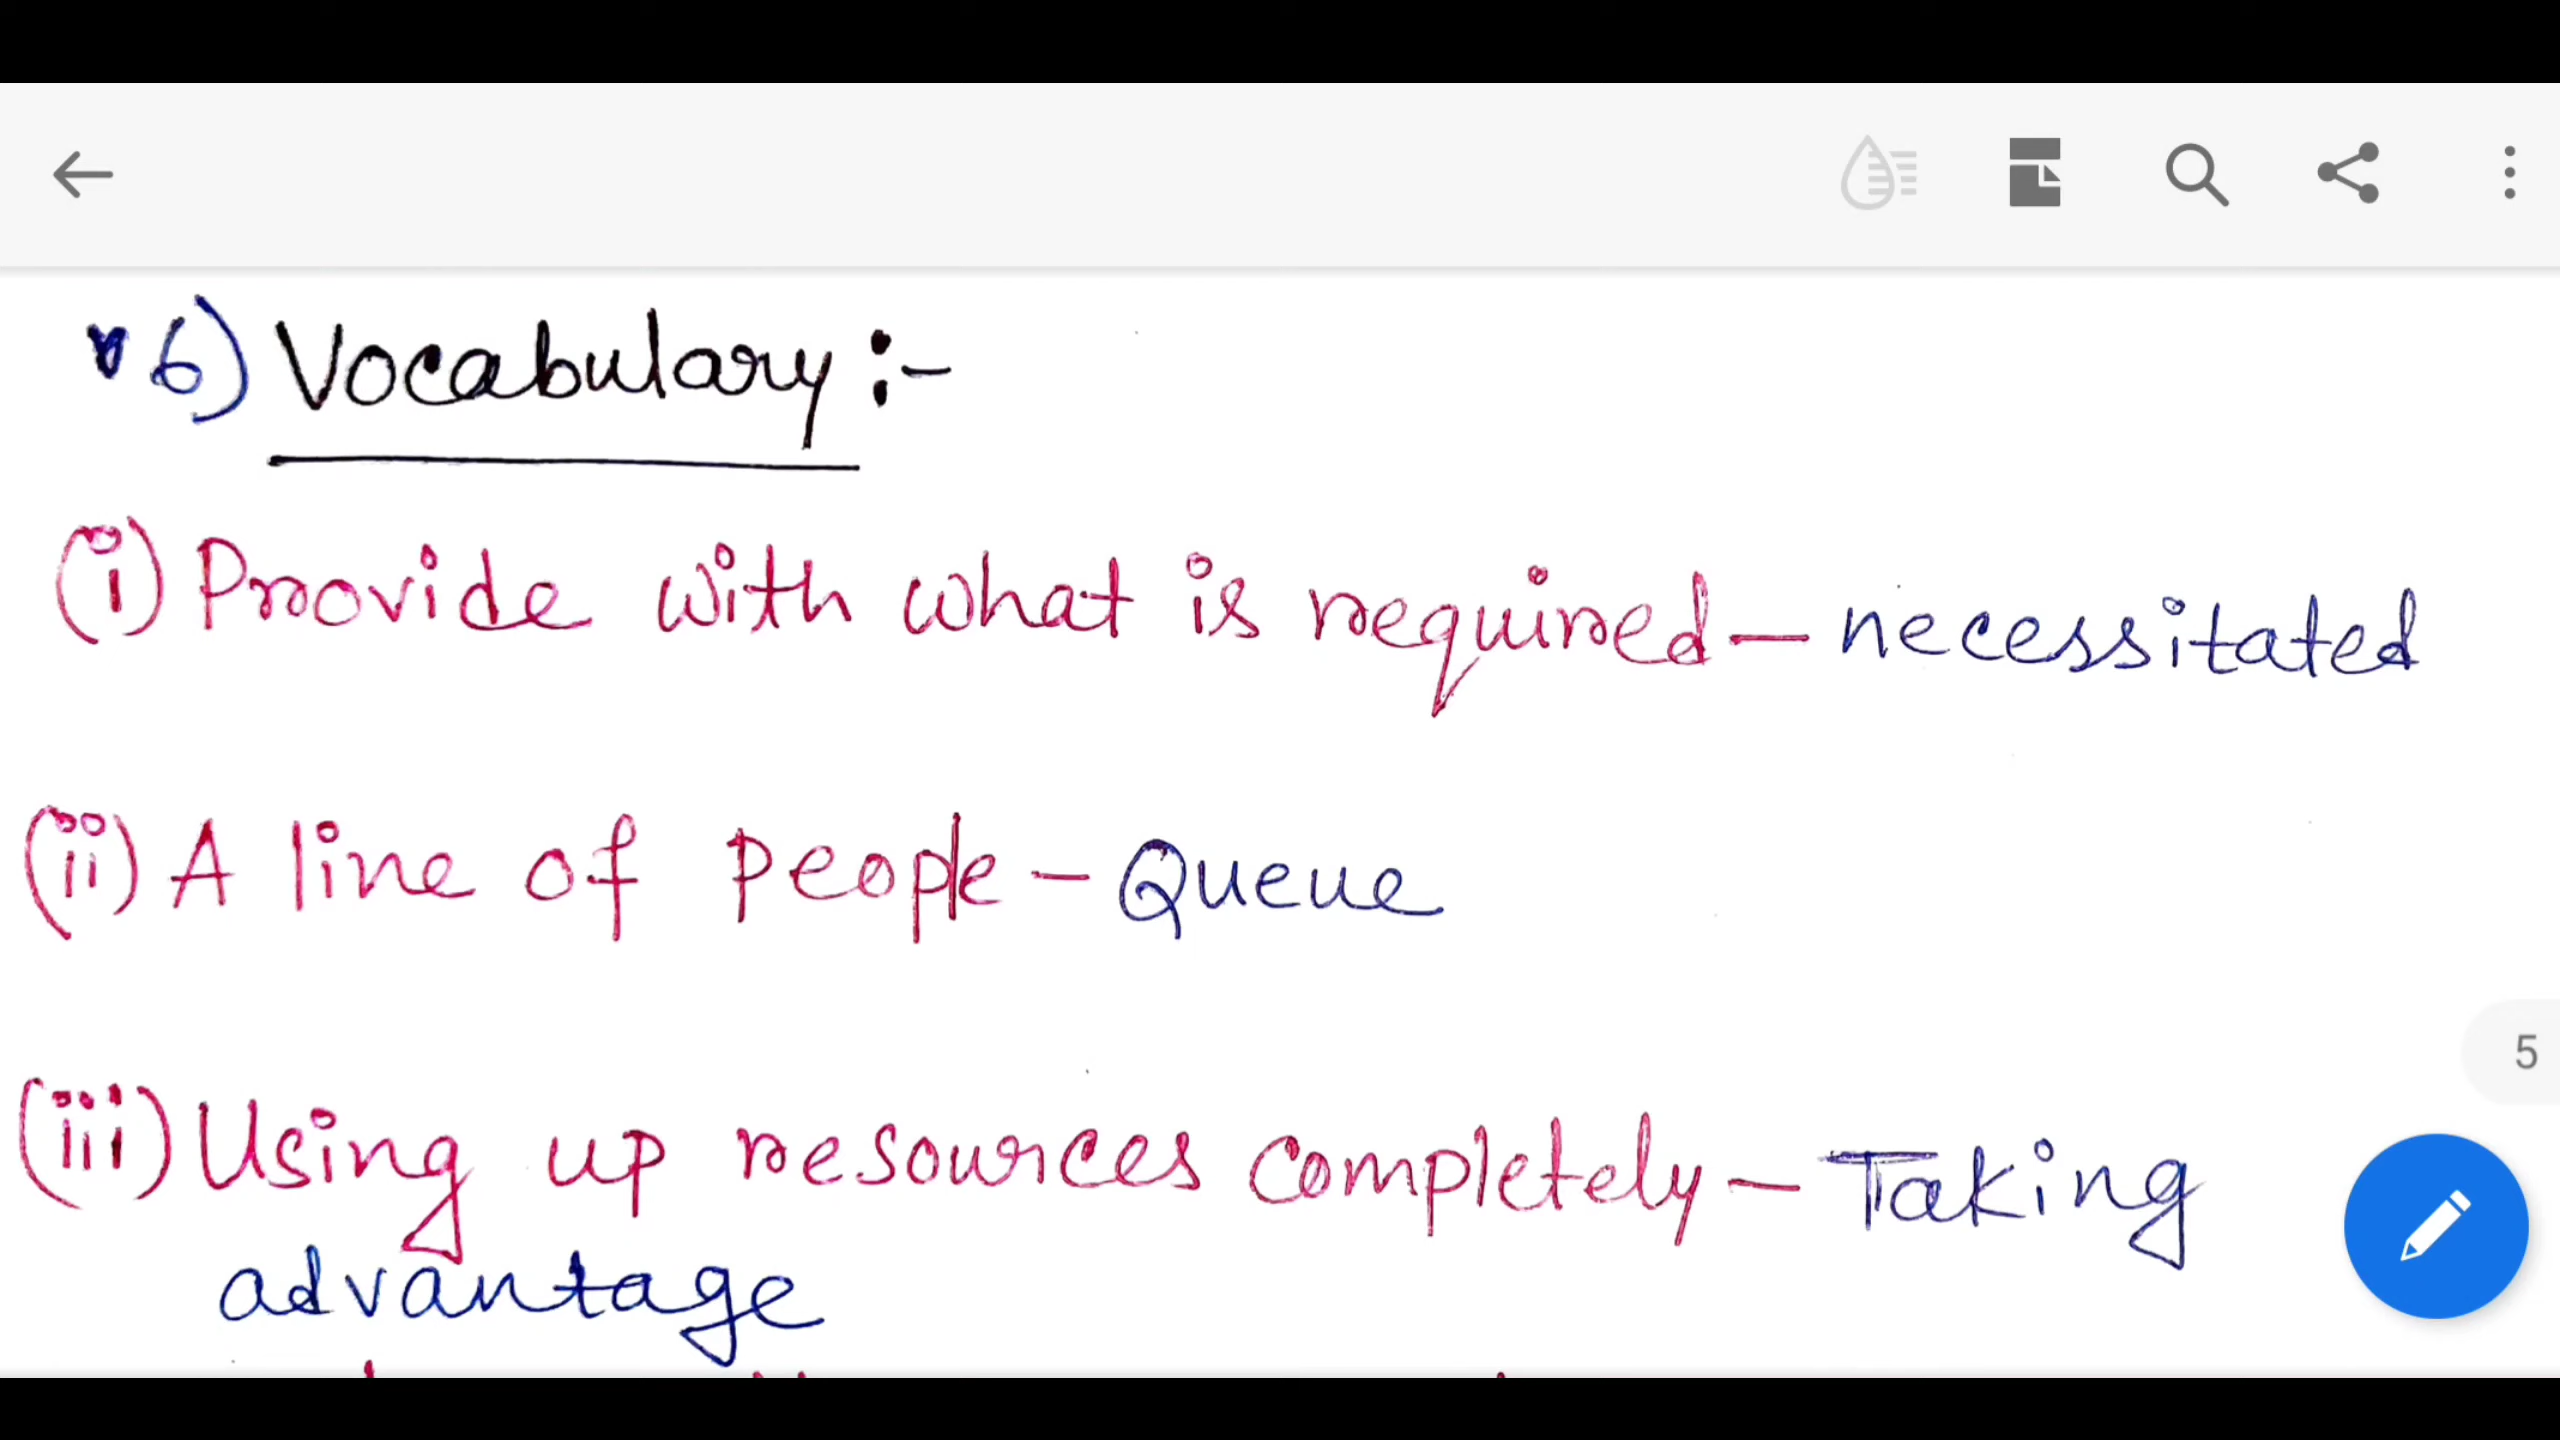 6) Vocabulary :-
(i) Provide with what is required - necessitated
(ii) A line of people - Queue
(iii) Using up resources completely - Taking
advantage
5